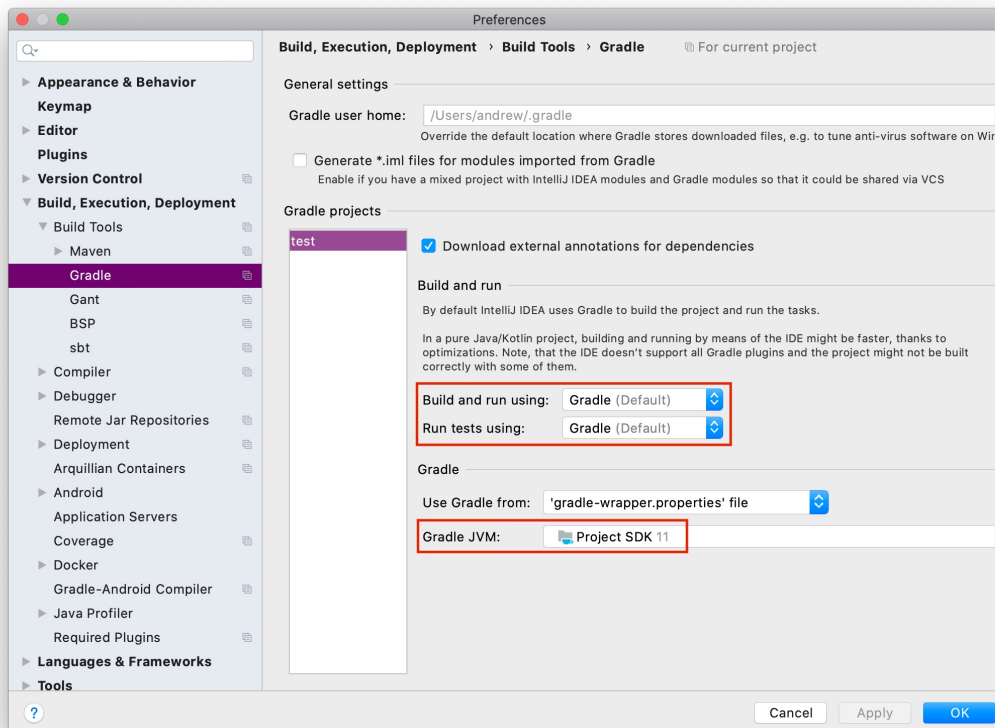 Preferences
Appearance & Behavior
Keymap
Editor
Plugins
Version Control
Build, Execution, Deployment
Build Tools
Maven
Gradle
Gant
BSP
sbt
Compiler
Debugger
Remote Jar Repositories
Deployment
Arquillian Containers
Android
Application Servers
Coverage
Docker
Gradle-Android Compiler
Java Profiler
Required Plugins
Languages & Frameworks
Tools
?
Build, Execution, Deployment › Build Tools › Gradle For current project
General settings
Gradle user home: /Users/andrew/.gradle
Override the default location where Gradle stores downloaded files, e.g. to tune anti-virus software on
Generate *.iml files for modules imported from Gradle
Enable if you have a mixed project with IntelliJ IDEA modules and Gradle modules so that it could be shared via VCS
Gradle projects
test
Download external annotations for dependencies
Build and run
By default IntelliJ IDEA uses Gradle to build the project and run the tasks.
In a pure Java/Kotlin project, building and running by means of the IDE might be faster, thanks to
optimizations. Note, that the IDE doesn't support all Gradle plugins and the project might not be built
correctly with some of them.
Build and run using: Gradle (Default)
Run tests using: Gradle (Default)
Gradle
Use Gradle from: 'gradle-wrapper.properties' file
Gradle JVM: Project SDK 11
Cancel Apply OK